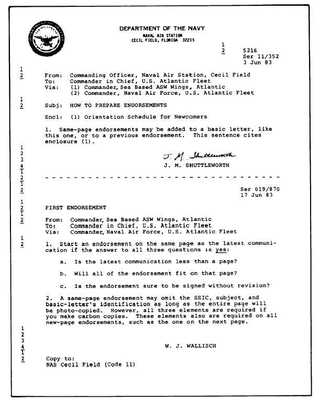 DEPARTMENT OF THE NAVY
NAVAL AIR STATION
CECIL FIELD, FLORIDA 32215
1
2
5216
Ser 11/352
3 Jun 83
1
2
From: Commanding Officer, Naval Air Station, Cecil Field
To: Commander in Chief, U.S. Atlantic Fleet
Via: (1) Commander, Sea Based ASW Wings, Atlantic
(2) Commander, Naval Air Force, U.S. Atlantic Fleet
1
2
Subj: HOW TO PREPARE ENDORSEMENTS
1
2
Encl: (1) Orientation Schedule for Newcomers
1
2
1. Same-page endorsements may be added to a basic letter, like
this one, or to a previous endorsement. This sentence cites
enclosure (1).
1
2
3
4
J. M. Shuttleworth
J. M. SHUTTLEWORTH
1
2
Ser 019/870
17 Jun 83
1
2
FIRST ENDORSEMENT
1
2
From: Commander, Sea Based ASW Wings, Atlantic
To: Commander in Chief, U.S. Atlantic Fleet
Via: Commander, Naval Air Force, U.S. Atlantic Fleet
1
2
1. Start an endorsement on the same page as the latest communi-
cation if the answer to all three questions is yes:
a. Is the latest communication less than a page?
b. Will all of the endorsement fit on that page?
c. Is the endorsement sure to be signed without revision?
2. A same-page endorsement may omit the SSIC, subject, and
basic-letter's identification as long as the entire page will
be photo-copied. However, all three elements are required if
you make carbon copies. These elements also are required on all
new-page endorsements, such as the one on the next page.
1
2
3
4
W. J. WALLISCH
1
2
Copy to:
NAS Cecil Field (Code 11)